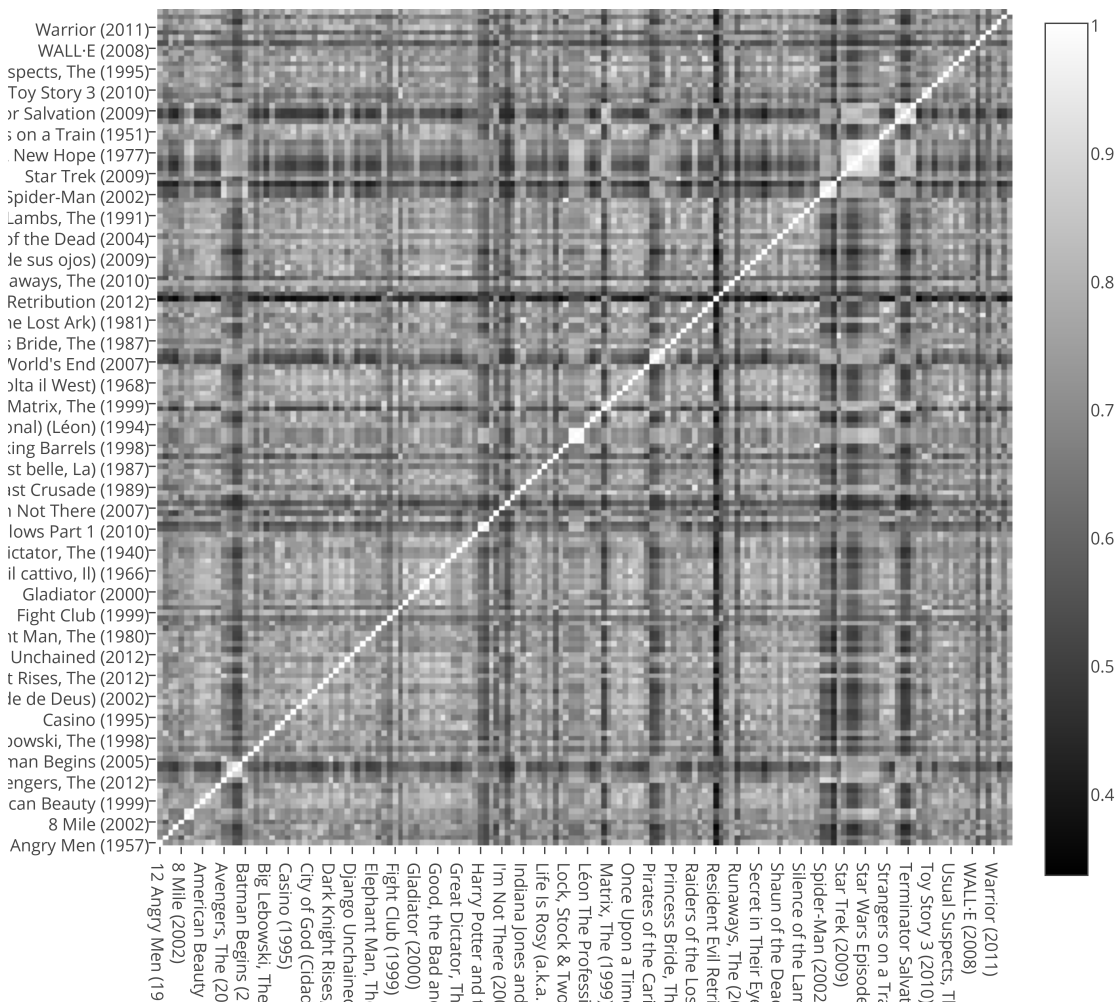 Warrior (2011)
WALL·E (2008)
spects, The (1995)
Toy Story 3 (2010)
or Salvation (2009)
s on a Train (1951)
New Hope (1977)
Star Trek (2009)
Spider-Man (2002)
Lambs, The (1991)
of the Dead (2004)
de sus ojos) (2009)
aways, The (2010)
Retribution (2012)
ne Lost Ark) (1981)
s Bride, The (1987)
World's End (2007)
olta il West) (1968)
Matrix, The (1999)
onal) (Léon) (1994)
king Barrels (1998)
st belle, La) (1987)
ast Crusade (1989)
n Not There (2007)
llows Part 1 (2010)
ictator, The (1940)
il cattivo, Il) (1966)
Gladiator (2000)
Fight Club (1999)
nt Man, The (1980)
Unchained (2012)
t Rises, The (2012)
de de Deus) (2002)
Casino (1995)
bowski, The (1998)
man Begins (2005)
engers, The (2012)
can Beauty (1999)
8 Mile (2002)
Angry Men (1957)
12 Angry Men (19
8 Mile (2002)
American Beauty
Avengers, The (20
Batman Begins (2
Big Lebowski, The
Casino (1995)
City of God (Cidad
Dark Knight Rises,
Django Unchained
Elephant Man, Th
Fight Club (1999)
Gladiator (2000)
Good, the Bad an
Great Dictator, Th
Harry Potter and t
I'm Not There (200
Indiana Jones and
Life Is Rosy (a.k.a.
Lock, Stock & Two
Léon The Professi
Matrix, The (1999)
Once Upon a Tim
Pirates of the Cari
Princess Bride, Th
Raiders of the Los
Resident Evil Retri
Runaways, The (2
Secret in Their Eye
Shaun of the Dea
Silence of the Lam
Spider-Man (2002
Star Trek (2009)
Star Wars Episode
Strangers on a Tra
Terminator Salva
Toy Story 3 (2010)
Usual Suspects, T
WALL·E (2008)
Warrior (2011)
1
0.9
0.8
0.7
0.6
0.5
0.4